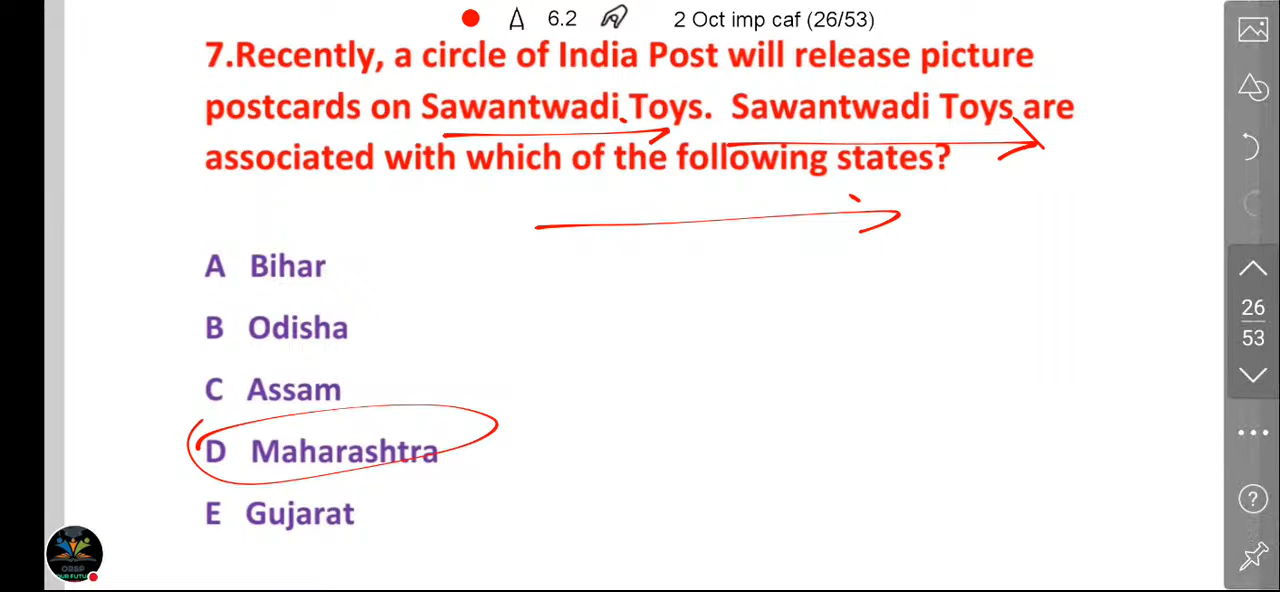 6.2 2 Oct imp caf (26/53)
7.Recently, a circle of India Post will release picture
postcards on Sawantwadi Toys. Sawantwadi Toys are
associated with which of the following states?
A Bihar
B Odisha
C Assam
D Maharashtra
E Gujarat
26
53
?